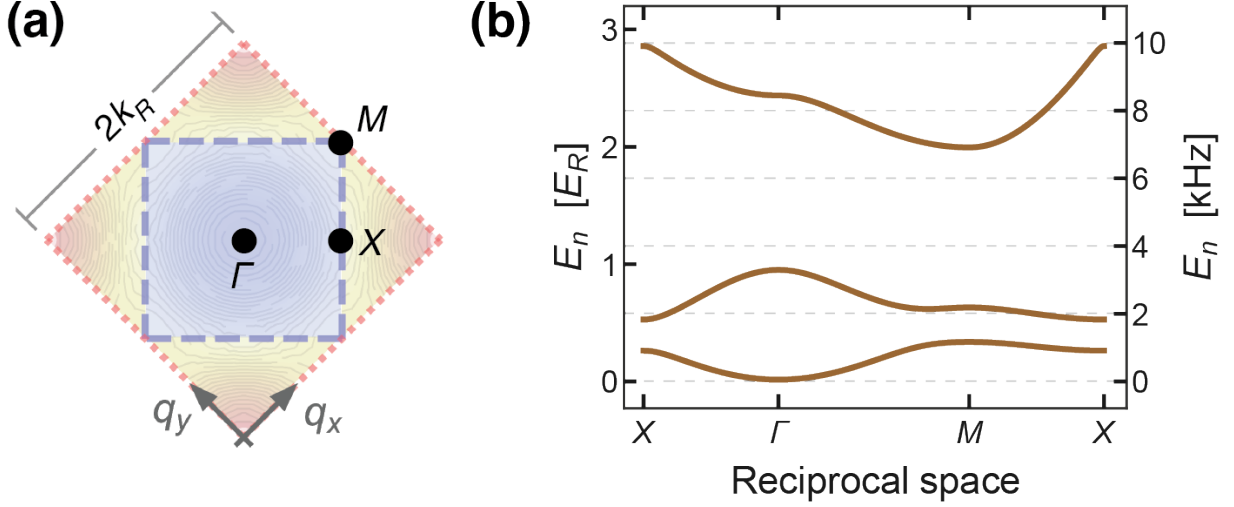 (a)
2k_R
M
X
Γ
q_y
q_x
(b)
3
2
1
0
E_n [E_R]
10
8
6
4
2
0
E_n [kHz]
X
Γ
M
X
Reciprocal space